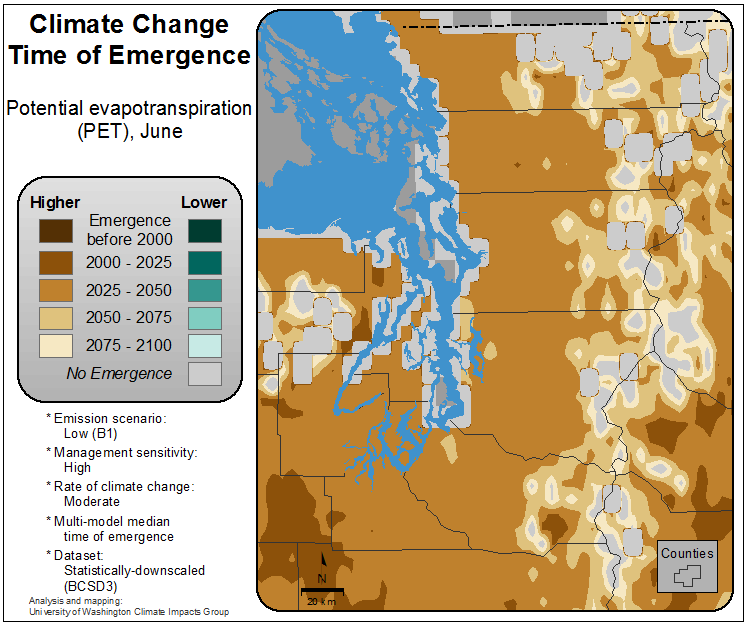 Climate Change
Time of Emergence
Potential evapotranspiration
(PET), June
Higher Lower
Emergence
before 2000
2000 - 2025
2025 - 2050
2050 - 2075
2075 - 2100
No Emergence
* Emission scenario:
Low (B1)
* Management sensitivity:
High
* Rate of climate change:
Moderate
* Multi-model median
time of emergence
* Dataset:
Statistically-downscaled
(BCSD3)
Analysis and mapping:
University of Washington Climate Impacts Group
N
20 km
Counties